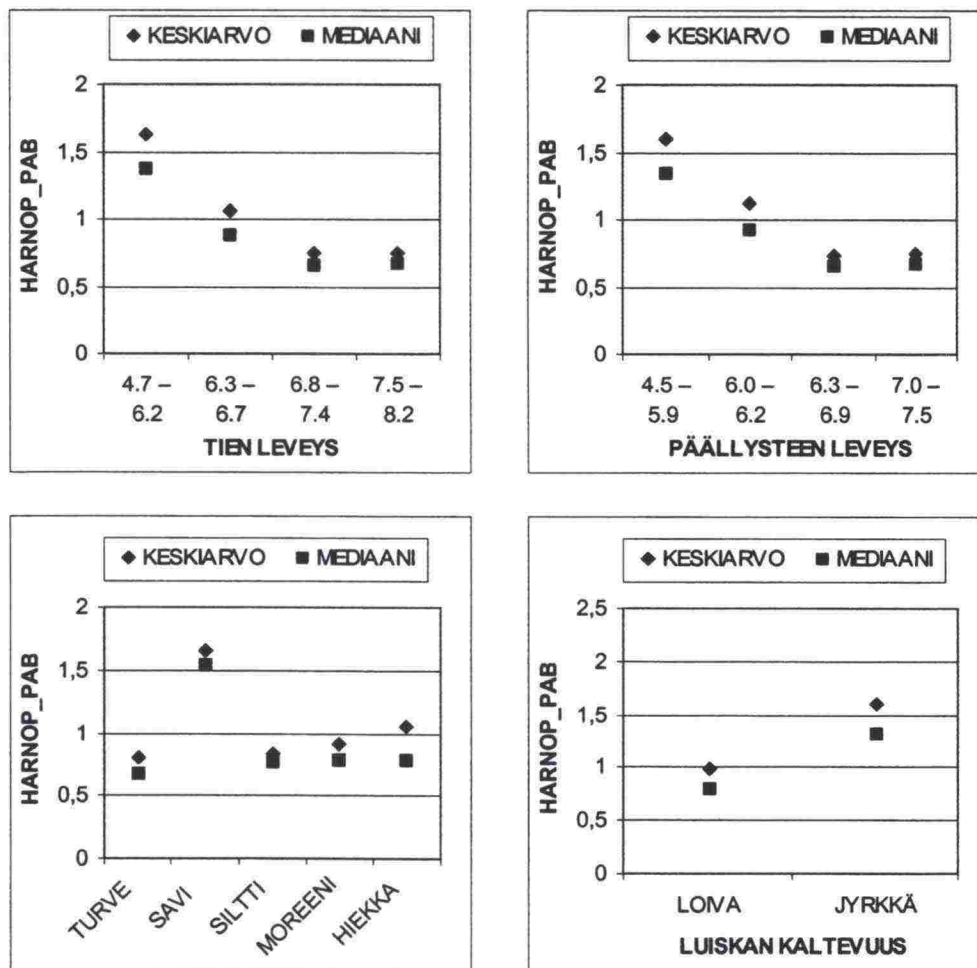 ◆ KESKIARVO ■ MEDIAANI
HARNOP_PAB
2
1,5
1
0,5
0
4.7 – 6.3 – 6.8 – 7.5 –
6.2 6.7 7.4 8.2
TIEN LEVEYS
◆ KESKIARVO ■ MEDIAANI
HARNOP_PAB
2
1,5
1
0,5
0
4.5 – 6.0 – 6.3 – 7.0 –
5.9 6.2 6.9 7.5
PÄÄLLYSTEEN LEVEYS
◆ KESKIARVO ■ MEDIAANI
HARNOP_PAB
2
1,5
1
0,5
0
TURVE
SAVI
SILTTI
MOREENI
HIEKKA
◆ KESKIARVO ■ MEDIAANI
HARNOP_PAB
2,5
2
1,5
1
0,5
0
LOIVA JYRKKÄ
LUISKAN KALTEVUUS